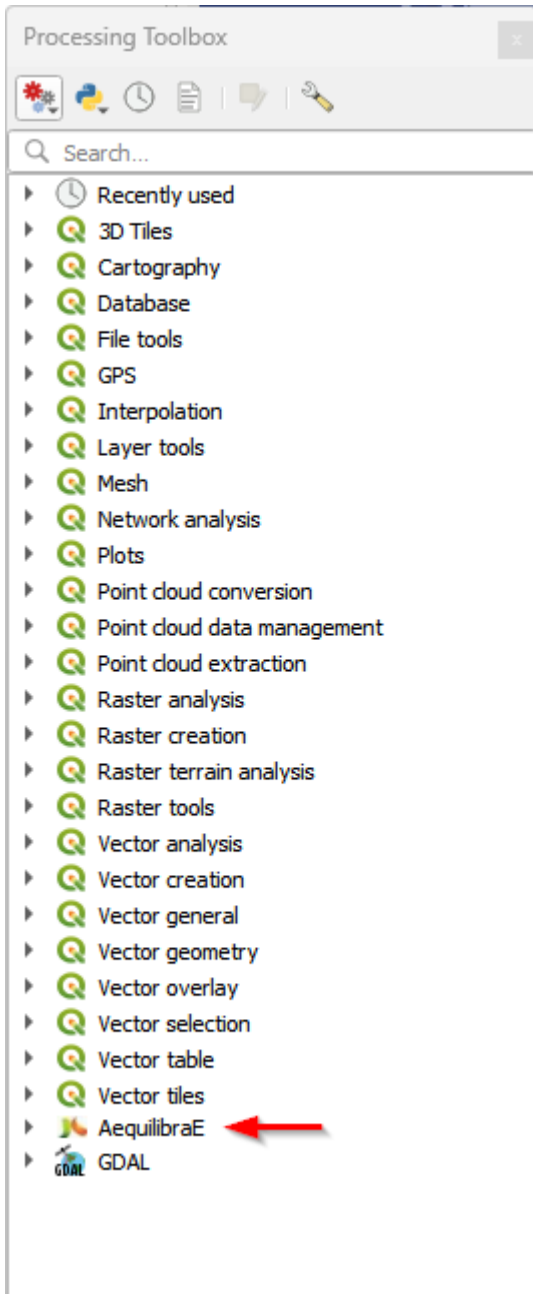 Processing Toolbox
x
Search...
Recently used
3D Tiles
Cartography
Database
File tools
GPS
Interpolation
Layer tools
Mesh
Network analysis
Plots
Point cloud conversion
Point cloud data management
Point cloud extraction
Raster analysis
Raster creation
Raster terrain analysis
Raster tools
Vector analysis
Vector creation
Vector general
Vector geometry
Vector overlay
Vector selection
Vector table
Vector tiles
AequilibraE
GDAL GDAL